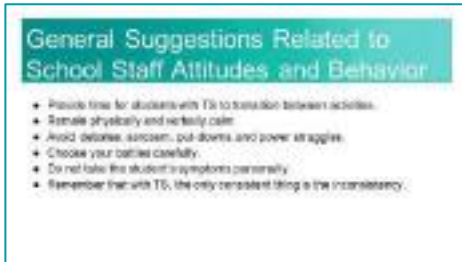 General Suggestions Related to
School Staff Attitudes and Behavior
Provide time for students with TS to transition between activities.
Remain physically and verbally calm
Avoid debates, sarcasm, put-downs, and power struggles.
Choose your battles carefully.
Do not take the student's symptoms personally
Remember that with TS, the only consistent thing is the inconsistency.